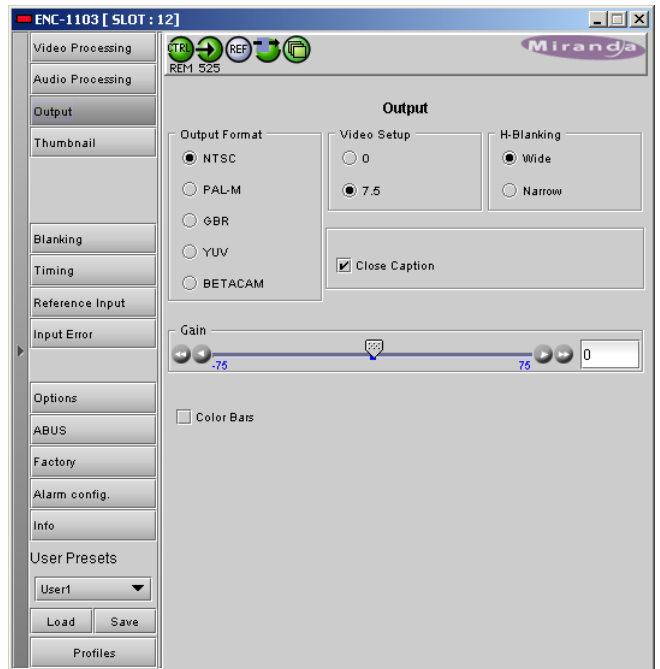 ENC-1103 [ SLOT : 12]
Video Processing
Audio Processing
Output
Thumbnail
Blanking
Timing
Reference Input
Input Error
Options
ABUS
Factory
Alarm config.
Info
User Presets
User1
Load Save
Profiles
CTRL REF
REM 525
Miranda
Output
Output Format
NTSC
PAL-M
GBR
YUV
BETACAM
Video Setup
0
7.5
H-Blanking
Wide
Narrow
Close Caption
Gain
-75 75 0
Color Bars